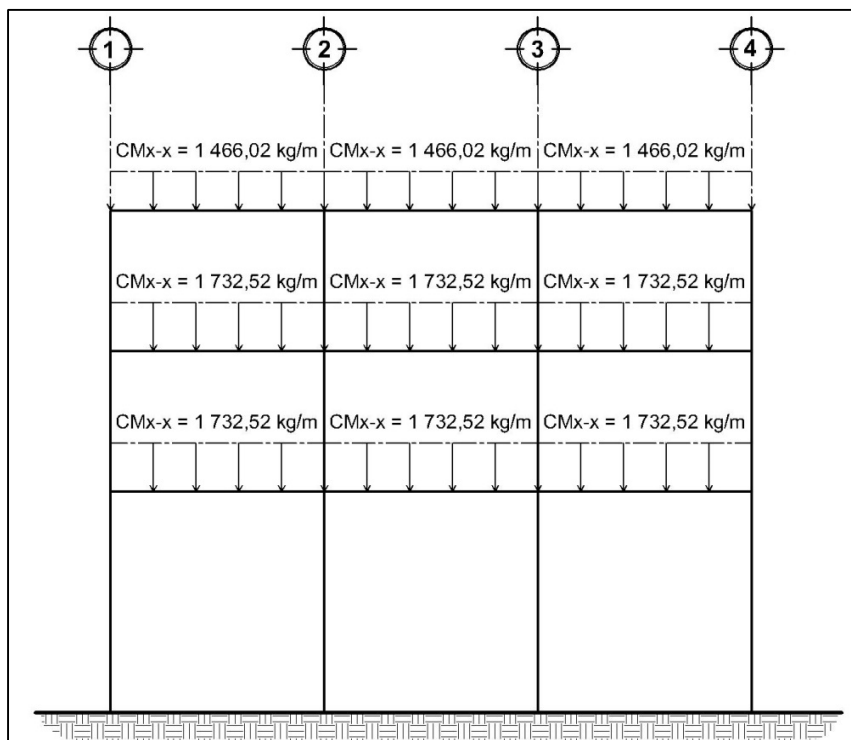 1 2 3 4
CMx-x = 1 466,02 kg/m CMx-x = 1 466,02 kg/m CMx-x = 1 466,02 kg/m
CMx-x = 1 732,52 kg/m CMx-x = 1 732,52 kg/m CMx-x = 1 732,52 kg/m
CMx-x = 1 732,52 kg/m CMx-x = 1 732,52 kg/m CMx-x = 1 732,52 kg/m